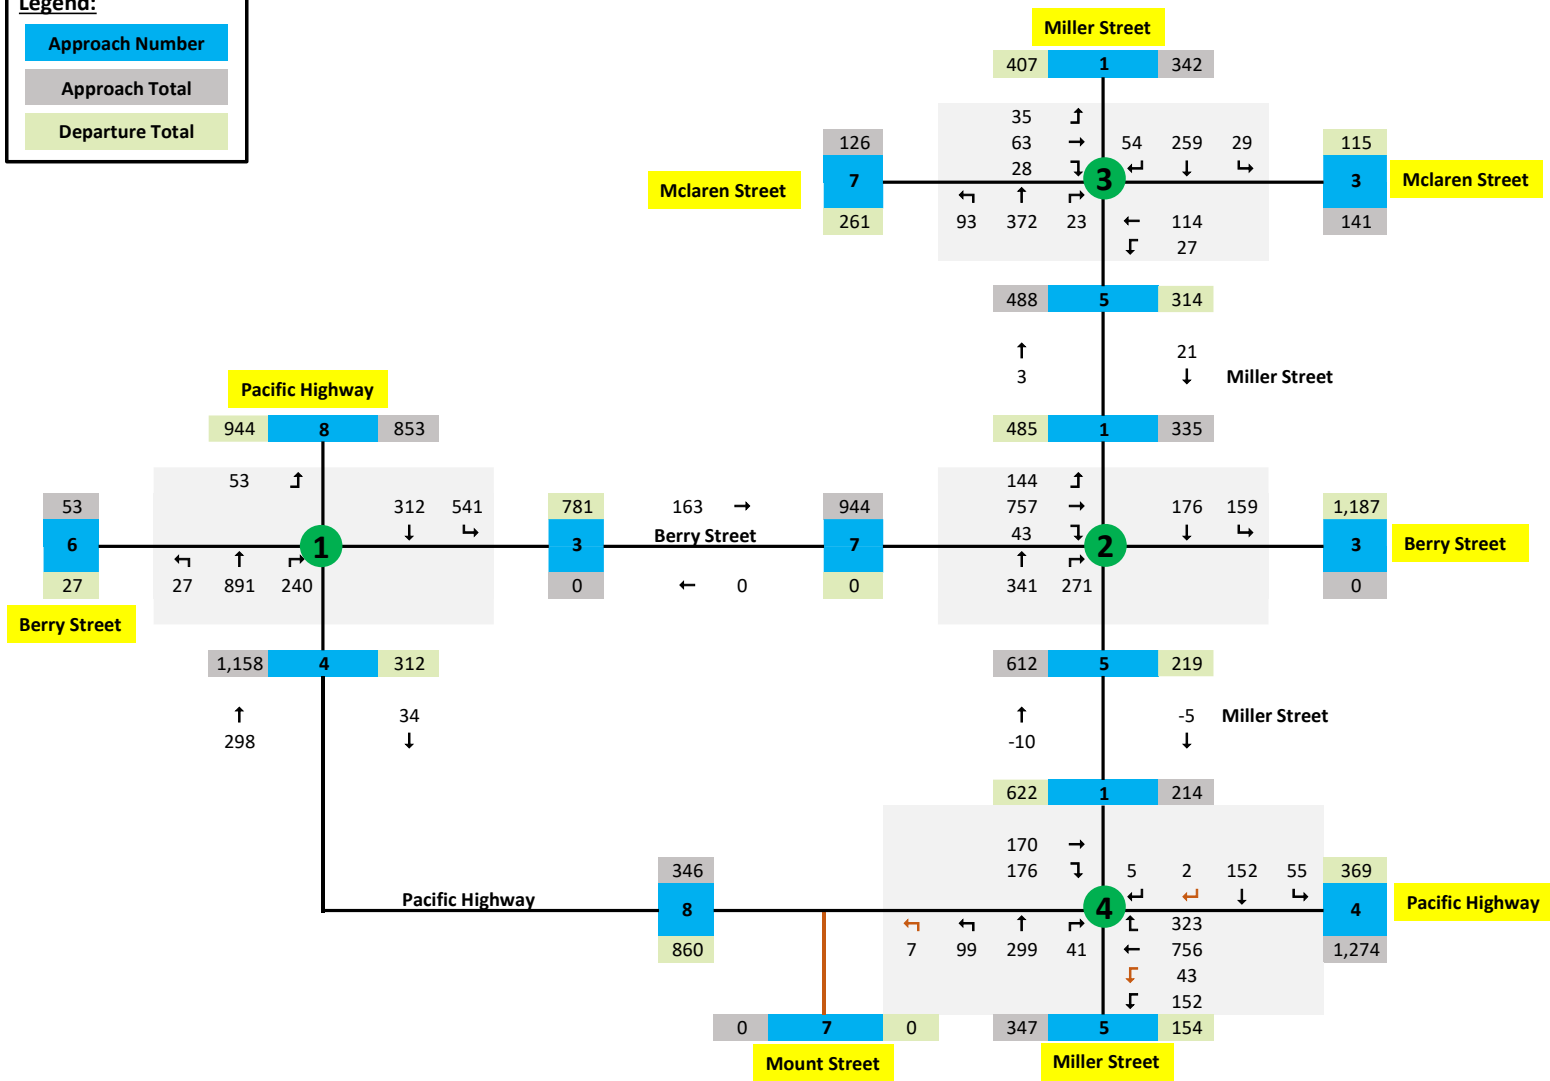 Legend:
Approach Number
Approach Total
Departure Total
Miller Street
407 1 342
35
63 54 259 29
28
126 115
7 3 3
Mclaren Street Mclaren Street
261 141
93 372 23 114
27
488 5 314
21
3 Miller Street
Pacific Highway
944 8 853 485 1 335
53 144
53 312 541 781 163 944 757 176 159 1,187
43
6 1 3 Berry Street 7 2 3 Berry Street
27 27 891 240 0 0 0 341 271 0
Berry Street
1,158 4 312 612 5 219
34 -5 Miller Street
298 -10
622 1 214
170
346 176 5 2 152 55 369
Pacific Highway 8 4 4 Pacific Highway
323
860 7 99 299 41 756 1,274
43
152
0 7 0 347 5 154
Mount Street Miller Street